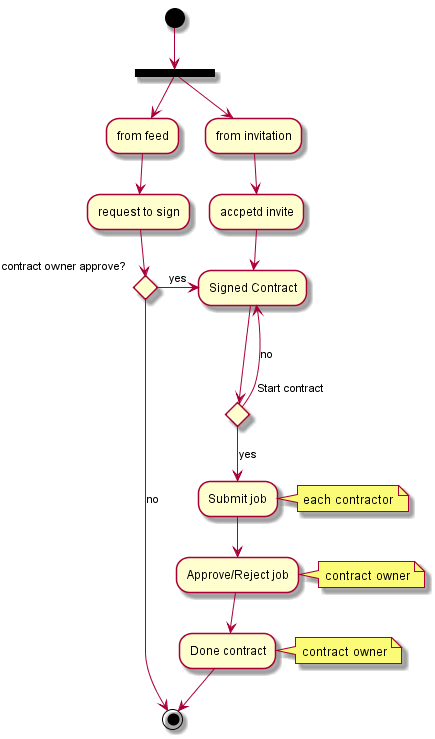 from feed
from invitation
request to sign
accpetd invite
contract owner approve?
yes
Signed Contract
no
Start contract
yes
Submit job
each contractor
no
Approve/Reject job
contract owner
Done contract
contract owner